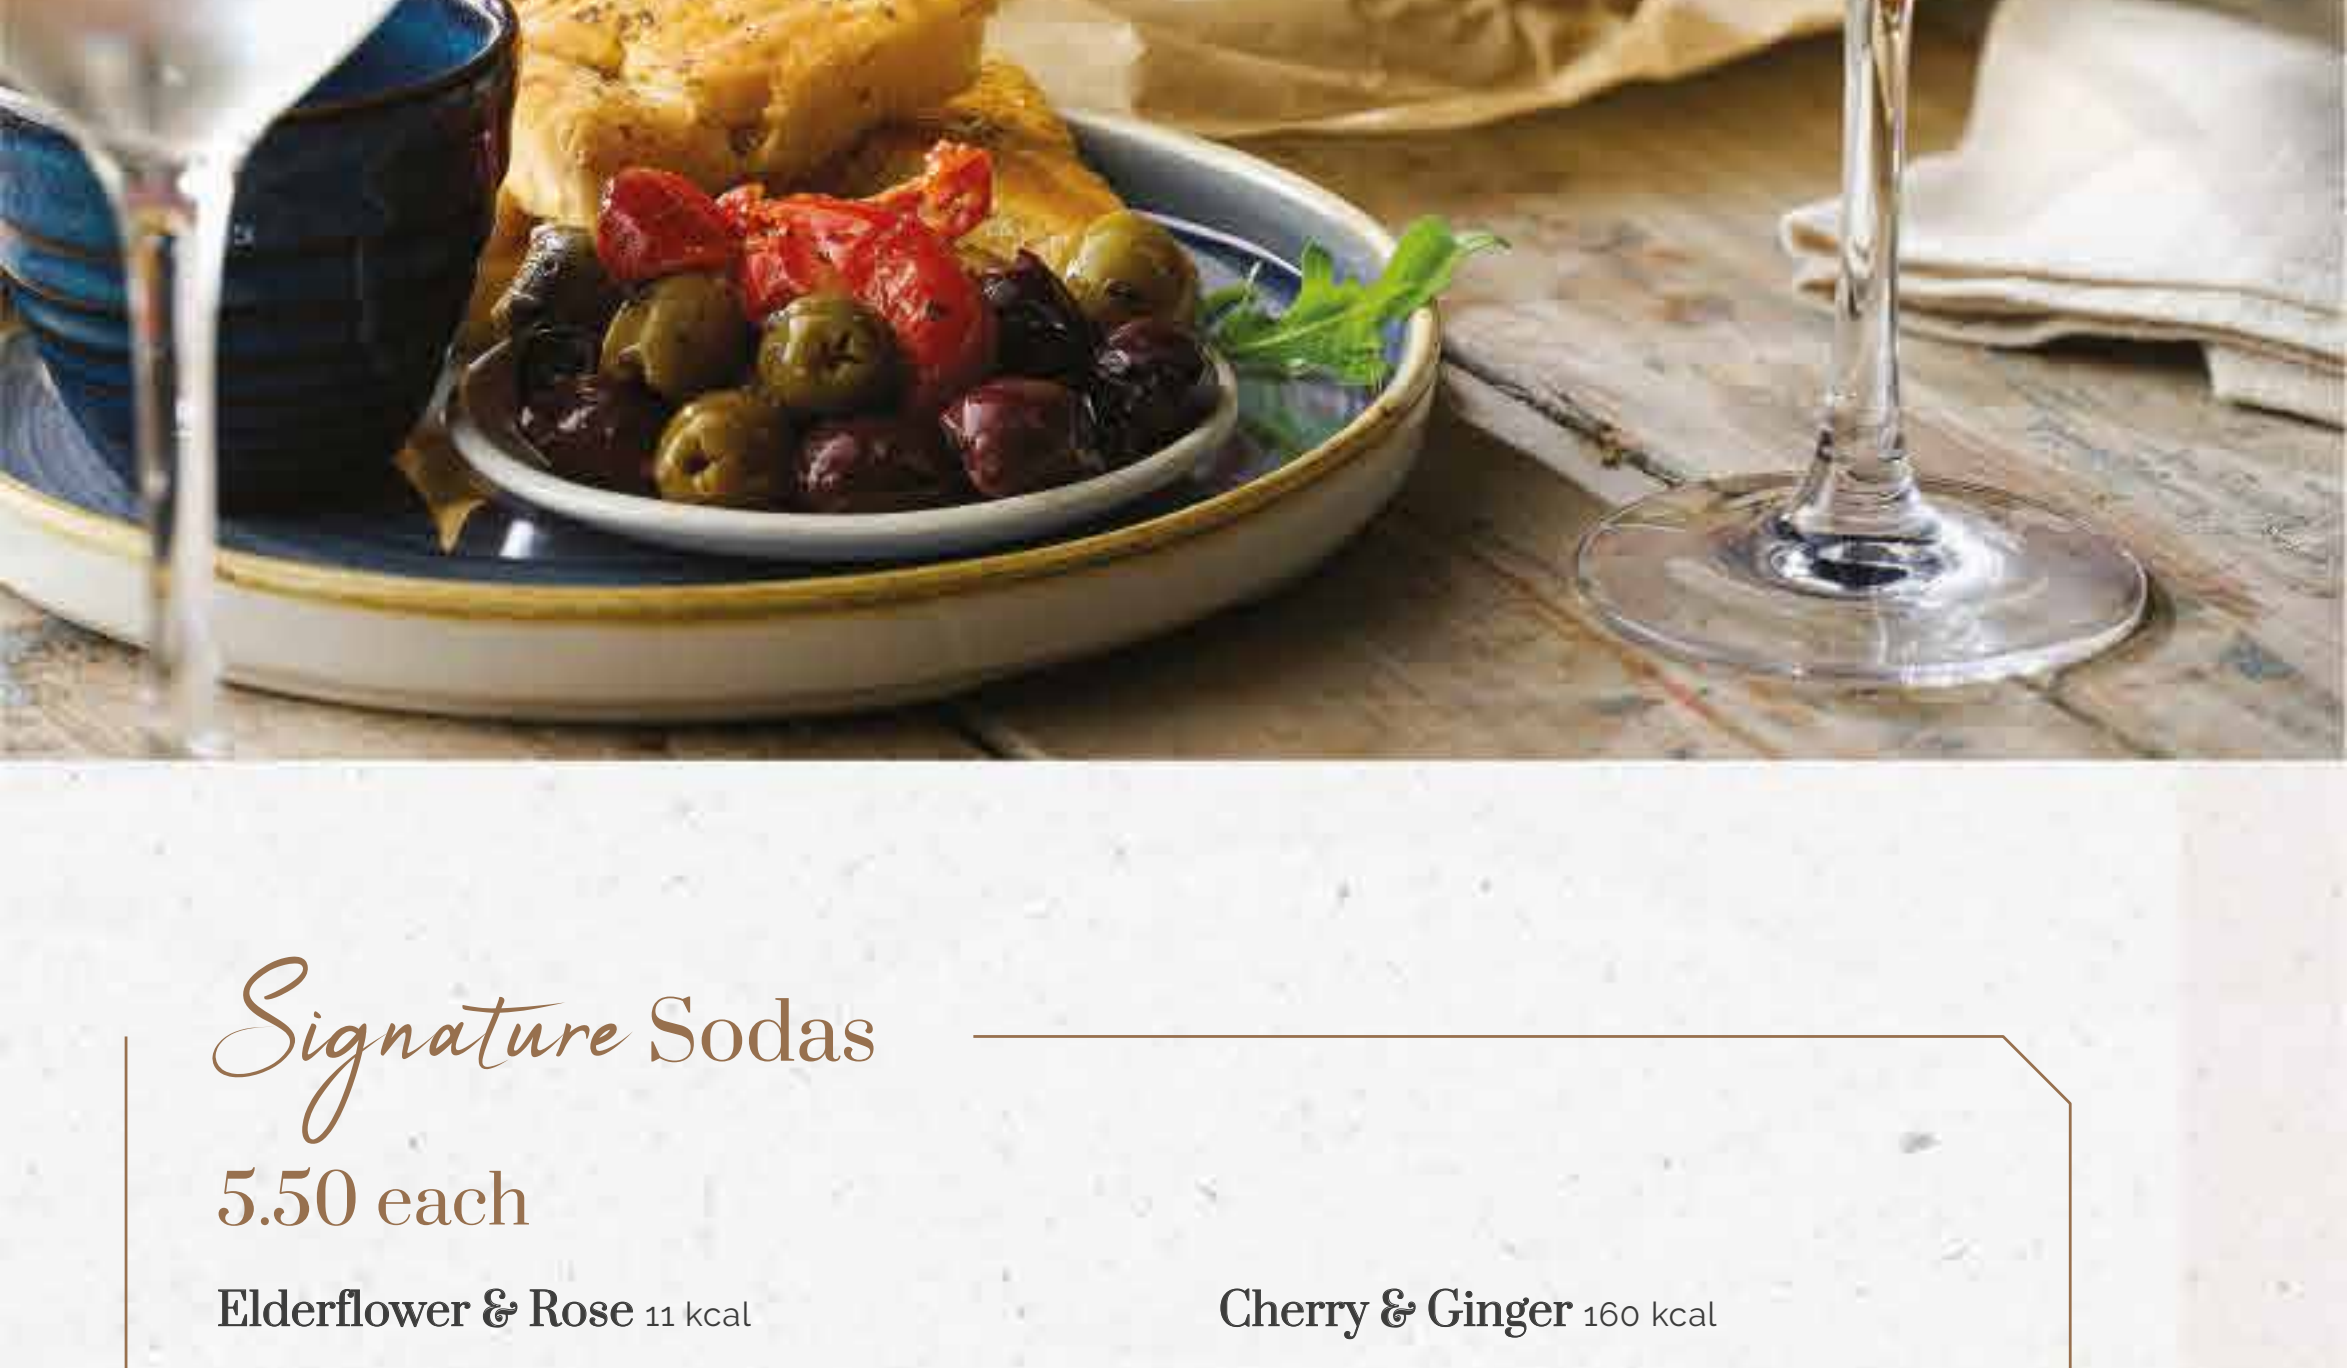 Signature Sodas
5.50 each
Elderflower & Rose 11 kcal
Cherry & Ginger 160 kcal